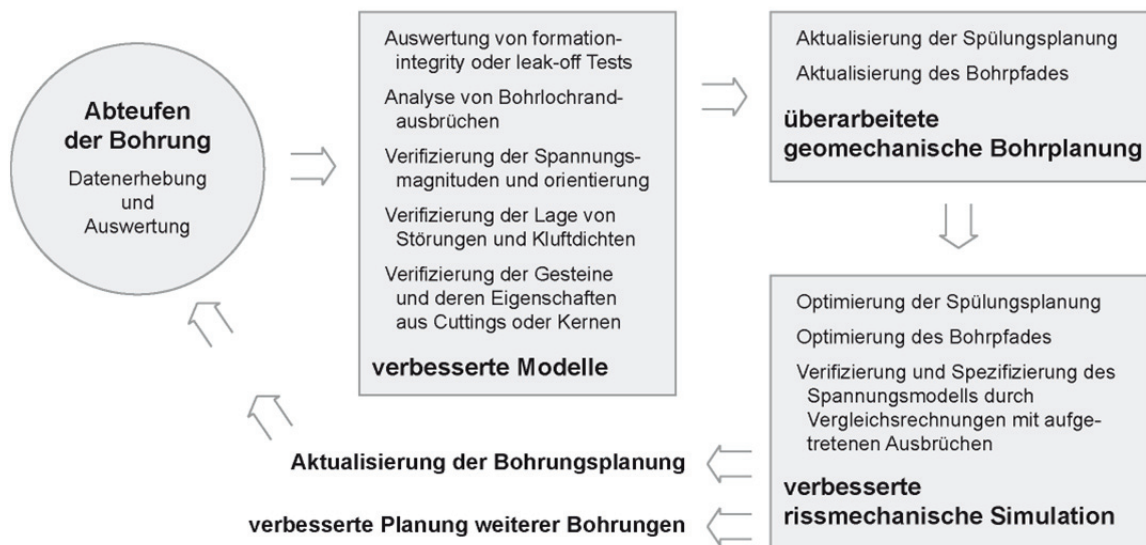 Abteufen
der Bohrung
Datenerhebung
und
Auswertung
Auswertung von formation-
integrity oder leak-off Tests
Analyse von Bohrlochrand-
ausbrüchen
Verifizierung der Spannungs-
magnituden und orientierung
Verifizierung der Lage von
Störungen und Kluftdichten
Verifizierung der Gesteine
und deren Eigenschaften
aus Cuttings oder Kernen
verbesserte Modelle
Aktualisierung der Spülungsplanung
Aktualisierung des Bohrpfades
überarbeitete
geomechanische Bohrplanung
Optimierung der Spülungsplanung
Optimierung des Bohrpfades
Verifizierung und Spezifizierung des
Spannungsmodells durch
Vergleichsrechnungen mit aufge-
tretenen Ausbrüchen
verbesserte
rissmechanische Simulation
Aktualisierung der Bohrungsplanung
verbesserte Planung weiterer Bohrungen